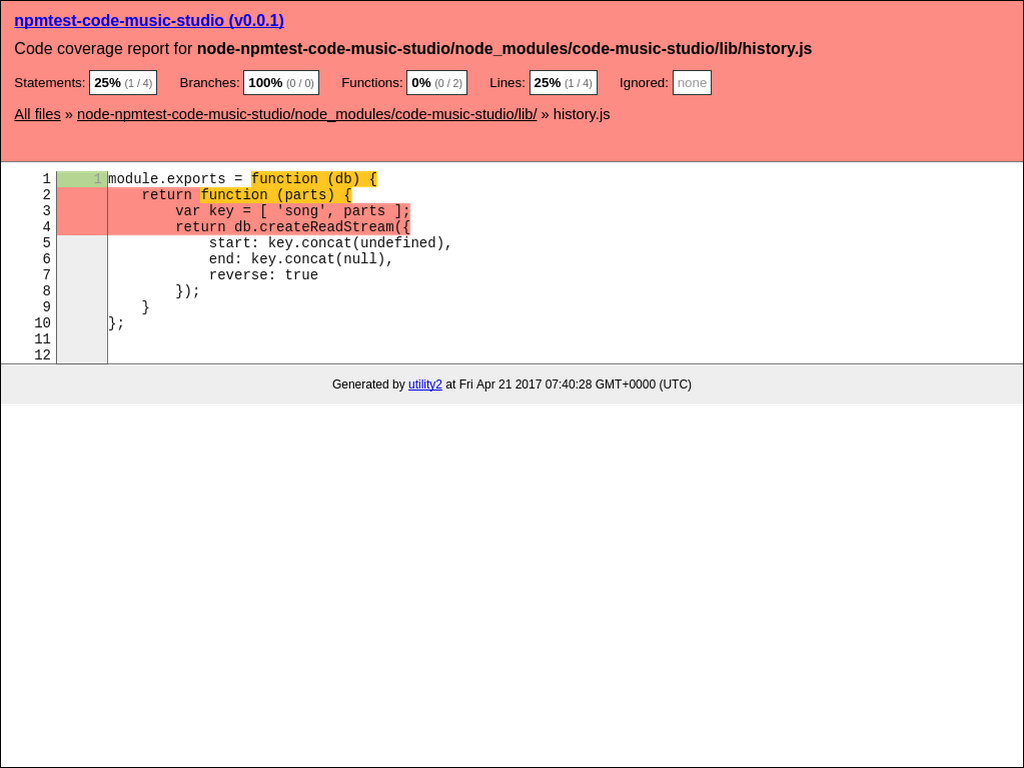 npmtest-code-music-studio (v0.0.1)
Code coverage report for node-npmtest-code-music-studio/node_modules/code-music-studio/lib/history.js
Statements: 25% (1 / 4) Branches: 100% (0 / 0) Functions: 0% (0 / 2) Lines: 25% (1 / 4) Ignored: none
All files » node-npmtest-code-music-studio/node_modules/code-music-studio/lib/ » history.js
1 1 module.exports = function (db) {
2     return function (parts) {
3         var key = [ 'song', parts ];
4         return db.createReadStream({
5             start: key.concat(undefined),
6             end: key.concat(null),
7             reverse: true
8         });
9     }
10 };
11
12
Generated by utility2 at Fri Apr 21 2017 07:40:28 GMT+0000 (UTC)